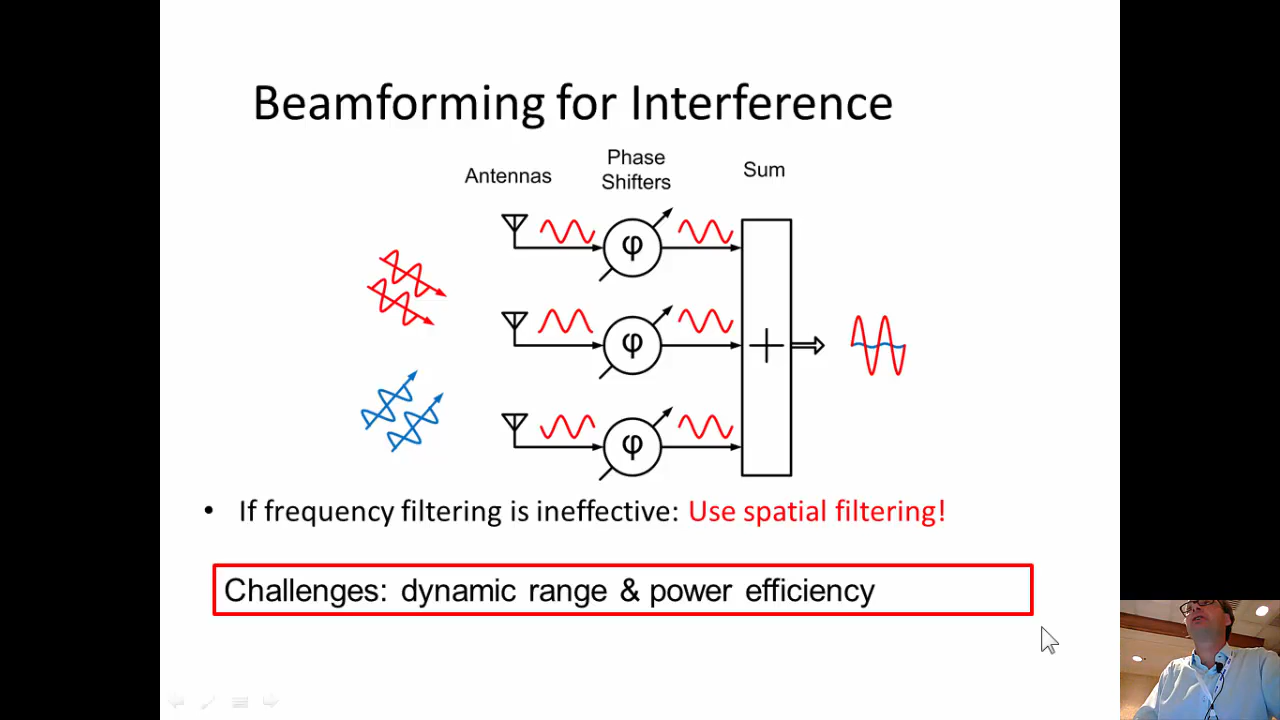 Beamforming for Interference
Antennas
Phase
Shifters
Sum
φ
φ
φ
+
• If frequency filtering is ineffective: Use spatial filtering!
Challenges: dynamic range & power efficiency